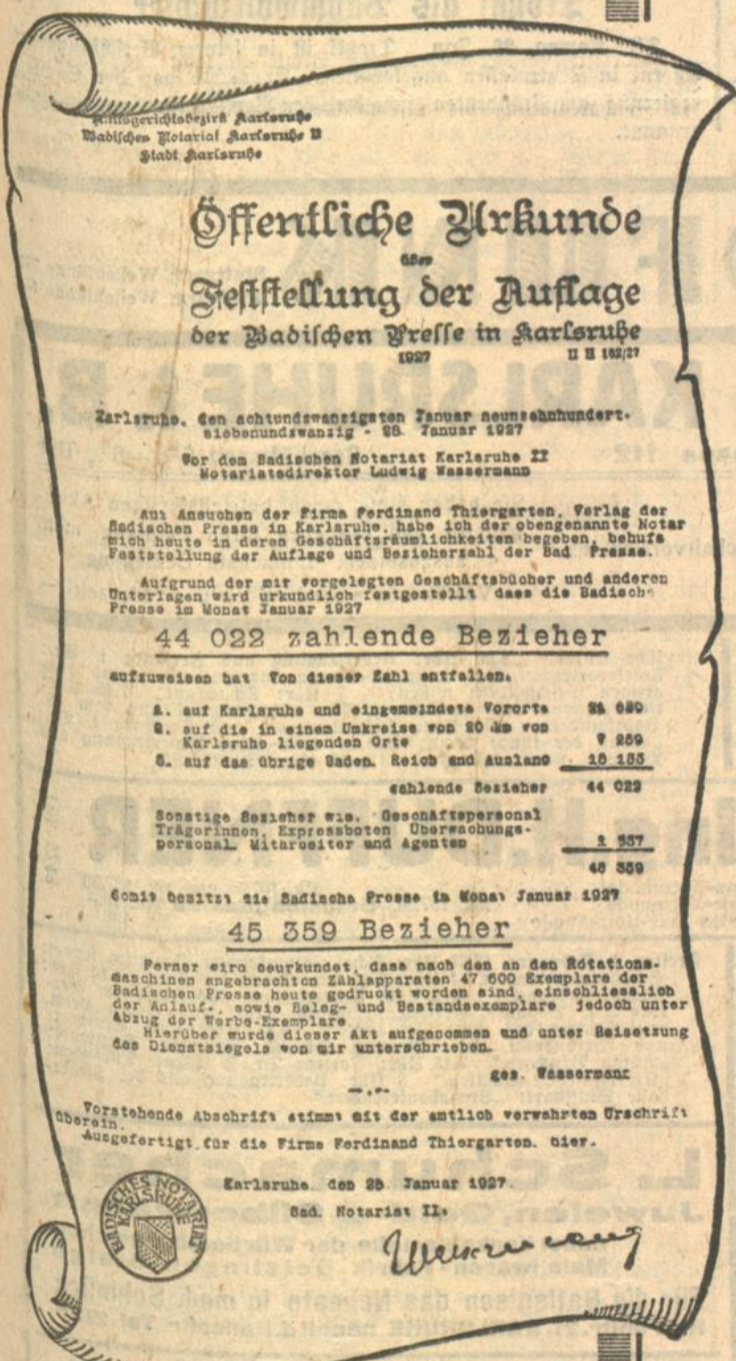 Amtsgerichtsbezirk Karlsruhe
Badisches Notariat Karlsruhe II
Stadt Karlsruhe
Öffentliche Urkunde
über
Feststellung der Auflage
der Badischen Presse in Karlsruhe
1927 II H 162/27
Karlsruhe, den achtundzwanzigsten Januar neunzehnhundert-
siebenundzwanzig - 28. Januar 1927
Vor dem Badischen Notariat Karlsruhe II
Notariatsdirektor Ludwig Wassermann
Auf Ansuchen der Firma Ferdinand Thiergarten, Verlag der
Badischen Presse in Karlsruhe, habe ich der obengenannte Notar
mich heute in deren Geschäftsräumlichkeiten begeben, behufs
Feststellung der Auflage und Bezieherzahl der Bad Presse.
Aufgrund der mir vorgelegten Geschäftsbücher und anderen
Unterlagen wird urkundlich festgestellt dass die Badische
Presse im Monat Januar 1927
44 022 zahlende Bezieher
aufzuweisen hat Von dieser Zahl entfallen.
1. auf Karlsruhe und eingemeindete Vororte
2. auf die in einem Umkreise von 20 km von
Karlsruhe liegenden Orte
3. auf das übrige Baden. Reich und Ausland
zahlende Bezieher 44 022
Sonstige Bezieher wie. Geschäftspersonal
Trägerinnen, Expressboten Überwachungs-
personal Mitarbeiter und Agenten 1 337
45 359
Somit besitzt die Badische Presse im Monat Januar 1927
45 359 Bezieher
Ferner wird beurkundet, dass nach den an den Rotations-
maschinen angebrachten Zählapparaten 47 600 Exemplare der
Badischen Presse heute gedruckt worden sind, einschliesslich
der Anlauf-, sowie Beleg- und Bestandsexemplare jedoch unter
Abzug der Werbe-Exemplare
Hierüber wurde dieser Akt aufgenommen und unter Beisetzung
des Dienstsiegels von mir unterschrieben.
gez. Wassermann
Vorstehende Abschrift stimmt mit der amtlich verwahrten Urschrift
überein.
Ausgefertigt für die Firma Ferdinand Thiergarten. hier.
Karlsruhe. den 28 Januar 1927
Bad. Notariat II.
BADISCHES NOTARIAT
KARLSRUHE
Wassermann